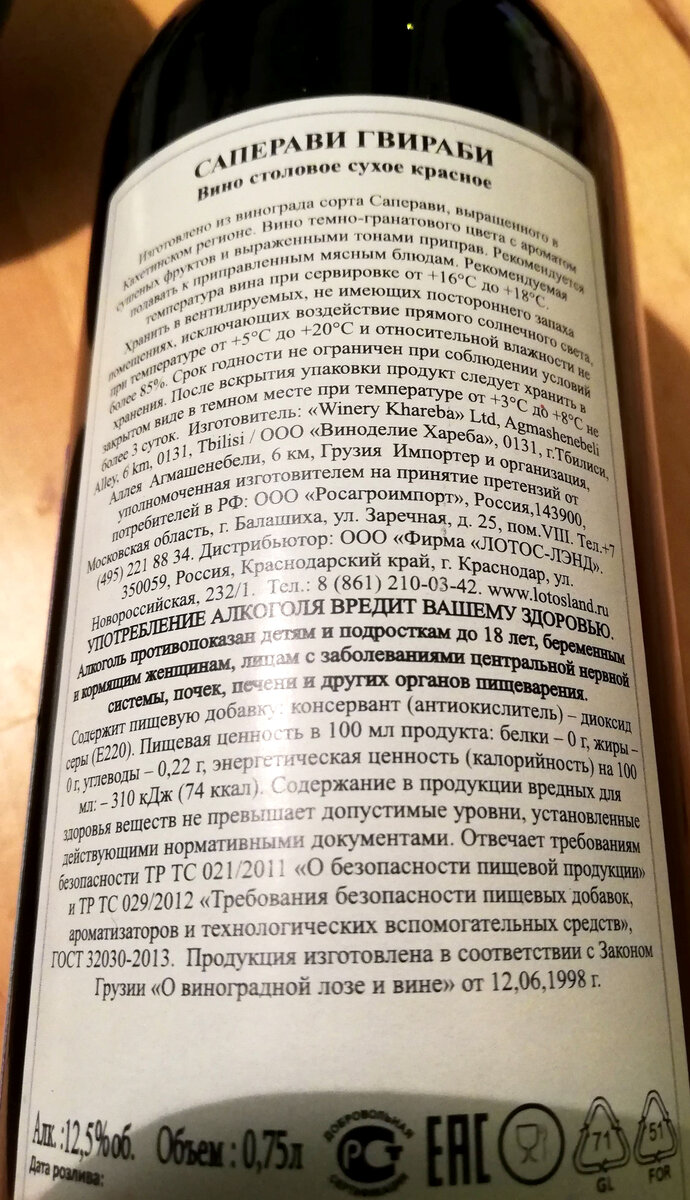 САПЕРАВИ ГВИРАБИ
Вино столовое сухое красное
Изготовлено из винограда сорта Саперави, выращенного в
Кахетинском регионе. Вино темно-гранатового цвета с ароматом
сушеных фруктов и выраженными тонами приправ. Рекомендуется
подавать к приправленным мясным блюдам. Рекомендуемая
температура вина при сервировке от +16°C до +18°C.
Хранить в вентилируемых, не имеющих постороннего запаха
помещениях, исключающих воздействие прямого солнечного света,
при температуре от +5°C до +20°C и относительной влажности не
более 85%. Срок годности не ограничен при соблюдении условий
хранения. После вскрытия упаковки продукт следует хранить в
закрытом виде в темном месте при температуре от +3°C до +8°C не
более 3 суток. Изготовитель: «Winery Khareba» Ltd, Agmashenebeli
Alley, 6 km, 0131, Tbilisi / ООО «Виноделие Хареба», 0131, г.Тбилиси,
Аллея Агмашенебели, 6 км, Грузия Импортер и организация,
уполномоченная изготовителем на принятие претензий от
потребителей в РФ: ООО «Росагроимпорт», Россия,143900,
Московская область, г. Балашиха, ул. Заречная, д. 25, пом.VIII. Тел.+7
(495) 221 88 34. Дистрибьютор: ООО «Фирма «ЛОТОС-ЛЭНД».
350059, Россия, Краснодарский край, г. Краснодар, ул.
Новороссийская, 232/1. Тел.: 8 (861) 210-03-42. www.lotosland.ru
УПОТРЕБЛЕНИЕ АЛКОГОЛЯ ВРЕДИТ ВАШЕМУ ЗДОРОВЬЮ.
Алкоголь противопоказан детям и подросткам до 18 лет, беременным
и кормящим женщинам, лицам с заболеваниями центральной нервной
системы, почек, печени и других органов пищеварения.
Содержит пищевую добавку: консервант (антиокислитель) – диоксид
серы (Е220). Пищевая ценность в 100 мл продукта: белки – 0 г, жиры –
0 г, углеводы – 0,22 г, энергетическая ценность (калорийность) на 100
мл: – 310 кДж (74 ккал). Содержание в продукции вредных для
здоровья веществ не превышает допустимые уровни, установленные
действующими нормативными документами. Отвечает требованиям
безопасности ТР ТС 021/2011 «О безопасности пищевой продукции»
и ТР ТС 029/2012 «Требования безопасности пищевых добавок,
ароматизаторов и технологических вспомогательных средств»,
ГОСТ 32030-2013. Продукция изготовлена в соответствии с Законом
Грузии «О виноградной лозе и вине» от 12,06,1998 г.
Алк.:12,5%об. Объем : 0,75л
Дата розлива:
ДОБРОВОЛЬНАЯ
РСТ
СЕРТИФИКАЦИЯ
ЕАС
71
GL
51
FOR